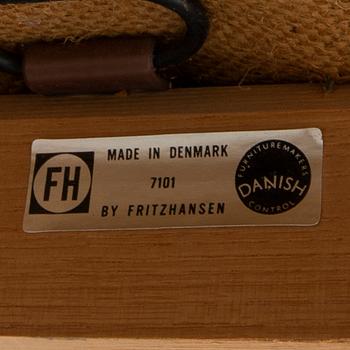 FH
MADE IN DENMARK
7101
BY FRITZHANSEN
FURNITUREMAKERS
DANISH
CONTROL